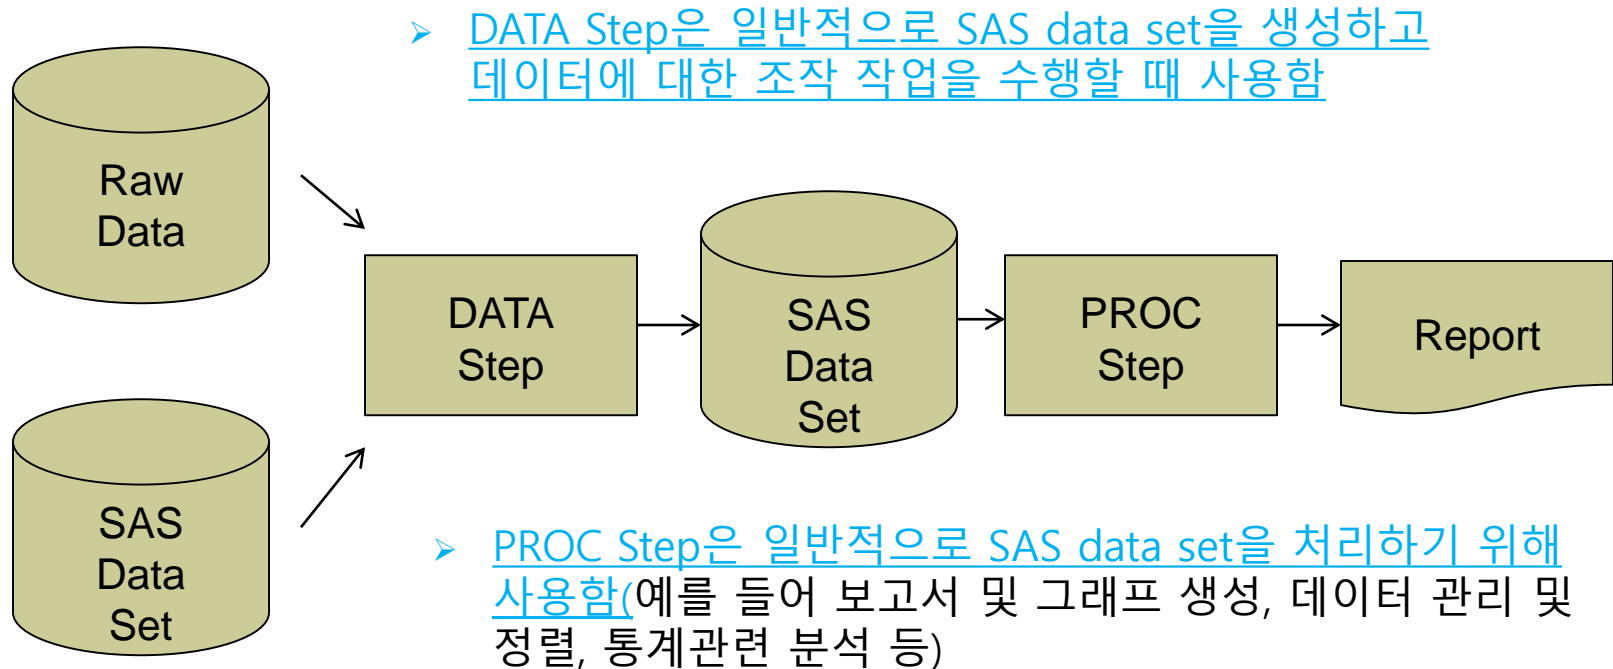 ➢ DATA Step은 일반적으로 SAS data set을 생성하고
데이터에 대한 조작 작업을 수행할 때 사용함
Raw
Data
DATA
Step
SAS
Data
Set
PROC
Step
Report
SAS
Data
Set
➢ PROC Step은 일반적으로 SAS data set을 처리하기 위해
사용함(예를 들어 보고서 및 그래프 생성, 데이터 관리 및
정렬, 통계관련 분석 등)